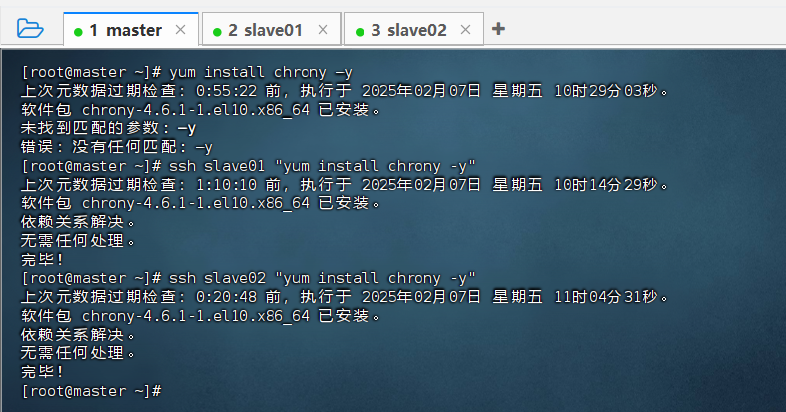 1 master × 2 slave01 × 3 slave02 × +
[root@master ~]# yum install chrony –y
上次元数据过期检查：0:55:22 前，执行于 2025年02月07日 星期五 10时29分03秒。
软件包 chrony-4.6.1-1.el10.x86_64 已安装。
未找到匹配的参数：–y
错误：没有任何匹配：–y
[root@master ~]# ssh slave01 "yum install chrony -y"
上次元数据过期检查：1:10:10 前，执行于 2025年02月07日 星期五 10时14分29秒。
软件包 chrony-4.6.1-1.el10.x86_64 已安装。
依赖关系解决。
无需任何处理。
完毕！
[root@master ~]# ssh slave02 "yum install chrony -y"
上次元数据过期检查：0:20:48 前，执行于 2025年02月07日 星期五 11时04分31秒。
软件包 chrony-4.6.1-1.el10.x86_64 已安装。
依赖关系解决。
无需任何处理。
完毕！
[root@master ~]#